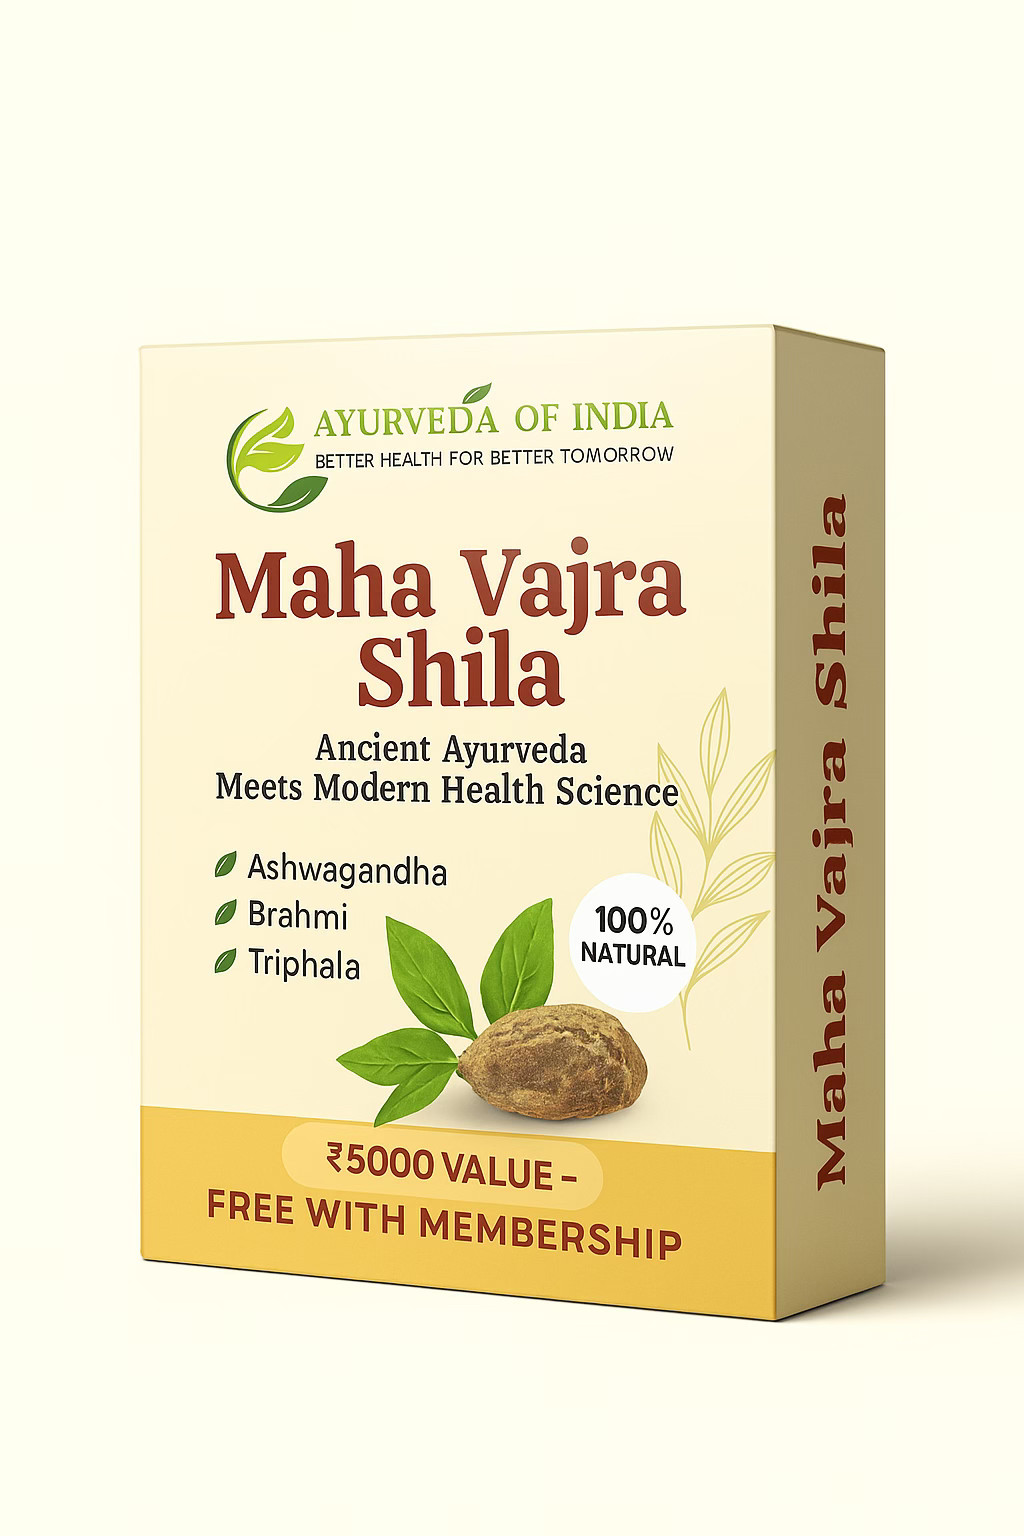 AYURVEDA OF INDIA
BETTER HEALTH FOR BETTER TOMORROW
Maha Vajra
Shila
Ancient Ayurveda
Meets Modern Health Science
Ashwagandha
Brahmi
Triphala
100%
NATURAL
₹5000 VALUE –
FREE WITH MEMBERSHIP
Maha Vajra Shila